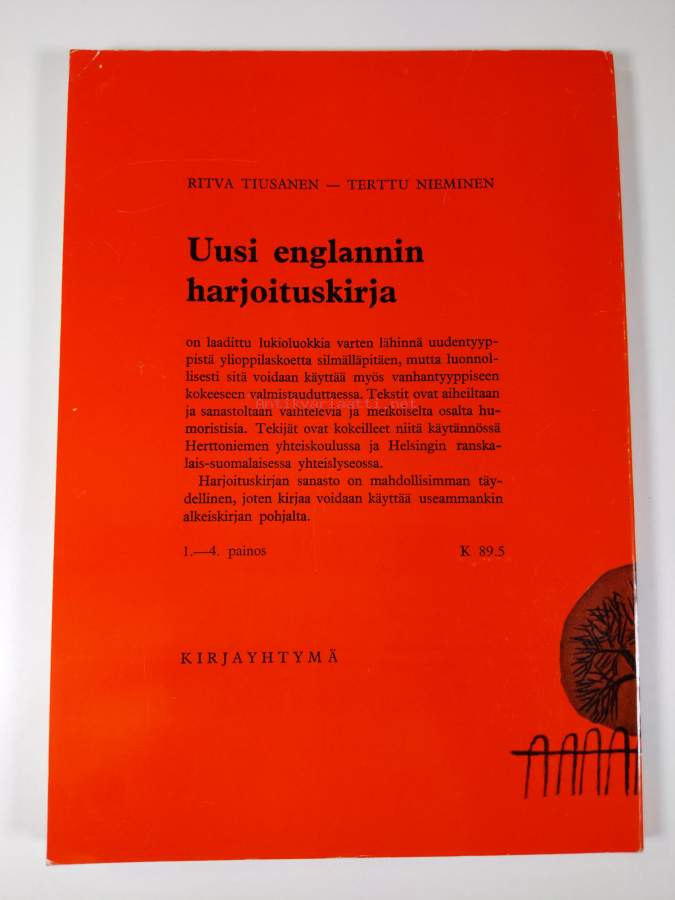 RITVA TIUSANEN — TERTTU NIEMINEN
Uusi englannin
harjoituskirja
on laadittu lukioluokkia varten lähinnä uudentyyp-
pistä ylioppilaskoetta silmälläpitäen, mutta luonnol-
lisesti sitä voidaan käyttää myös vanhantyyppiseen
kokeeseen valmistauduttaessa. Tekstit ovat aiheiltaan
antikvariaatti.net
ja sanastoltaan vaihtelevia ja melkoiselta osalta hu-
moristisia. Tekijät ovat kokeilleet niitä käytännössä
Herttoniemen yhteiskoulussa ja Helsingin ranska-
lais-suomalaisessa yhteislyseossa.
Harjoituskirjan sanasto on mahdollisimman täy-
dellinen, joten kirjaa voidaan käyttää useammankin
alkeiskirjan pohjalta.
1.—4. painos K 89.5
KIRJAYHTYMÄ